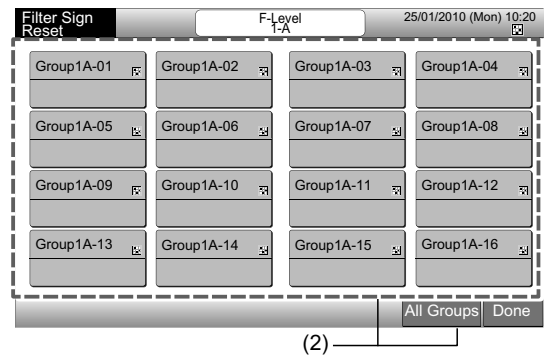 Filter Sign
Reset
F-Level
1-A
25/01/2010 (Mon) 10:20
Group1A-01 Group1A-02 Group1A-03 Group1A-04
Group1A-05 Group1A-06 Group1A-07 Group1A-08
Group1A-09 Group1A-10 Group1A-11 Group1A-12
Group1A-13 Group1A-14 Group1A-15 Group1A-16
All Groups Done
(2)